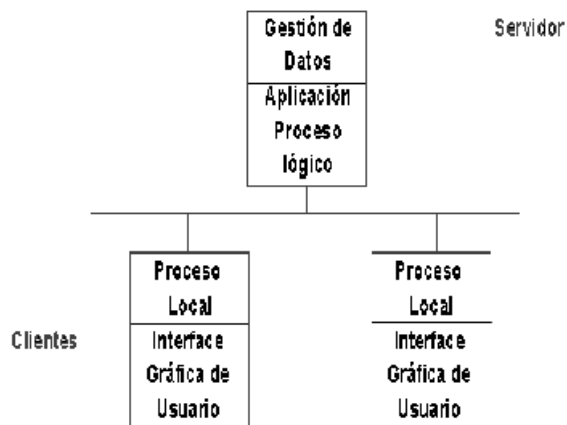 Gestión de
Datos
Servidor
Aplicación
Proceso
lógico
Proceso
Local
Interface
Gráfica de
Usuario
Proceso
Local
Interface
Gráfica de
Usuario
Clientes